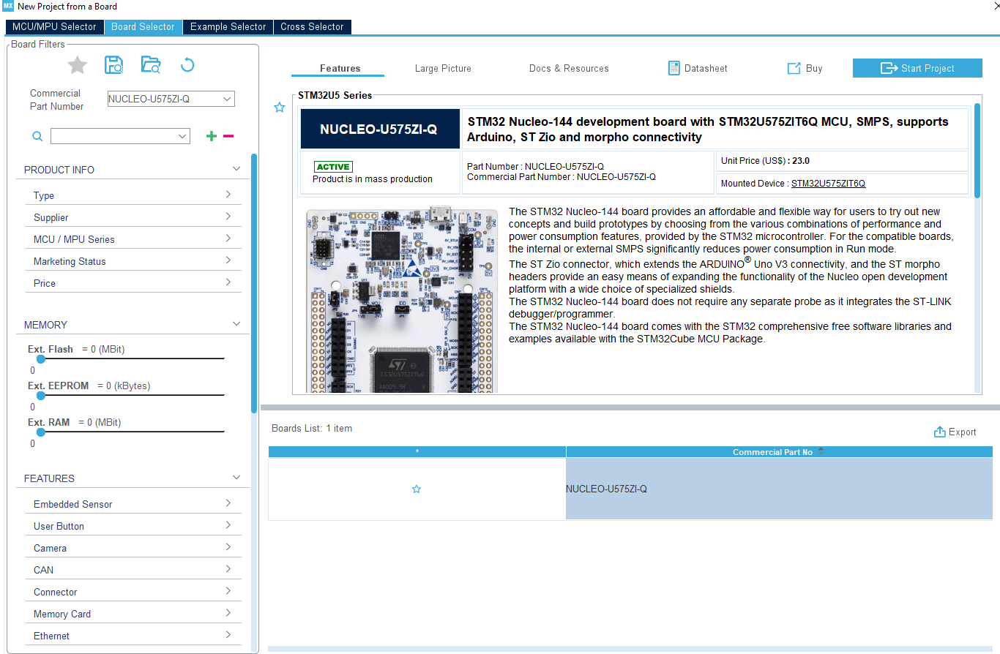 MX New Project from a Board
MCU/MPU Selector Board Selector Example Selector Cross Selector
Board Filters
Commercial
Part Number
NUCLEO-U575ZI-Q
PRODUCT INFO
Type
Supplier
MCU / MPU Series
Marketing Status
Price
MEMORY
Ext. Flash = 0 (MBit)
0
Ext. EEPROM = 0 (kBytes)
0
Ext. RAM = 0 (MBit)
0
FEATURES
Embedded Sensor
User Button
Camera
CAN
Connector
Memory Card
Ethernet
Features Large Picture Docs & Resources Datasheet Buy Start Project
STM32U5 Series
NUCLEO-U575ZI-Q
STM32 Nucleo-144 development board with STM32U575ZIT6Q MCU, SMPS, supports
Arduino, ST Zio and morpho connectivity
ACTIVE
Product is in mass production
Part Number : NUCLEO-U575ZI-Q
Commercial Part Number : NUCLEO-U575ZI-Q
Unit Price (US$) : 23.0
Mounted Device : STM32U575ZIT6Q
The STM32 Nucleo-144 board provides an affordable and flexible way for users to try out new
concepts and build prototypes by choosing from the various combinations of performance and
power consumption features, provided by the STM32 microcontroller. For the compatible boards,
the internal or external SMPS significantly reduces power consumption in Run mode.
The ST Zio connector, which extends the ARDUINO® Uno V3 connectivity, and the ST morpho
headers provide an easy means of expanding the functionality of the Nucleo open development
platform with a wide choice of specialized shields.
The STM32 Nucleo-144 board does not require any separate probe as it integrates the ST-LINK
debugger/programmer.
The STM32 Nucleo-144 board comes with the STM32 comprehensive free software libraries and
examples available with the STM32Cube MCU Package.
Boards List: 1 item
Export
* Commercial Part No
NUCLEO-U575ZI-Q